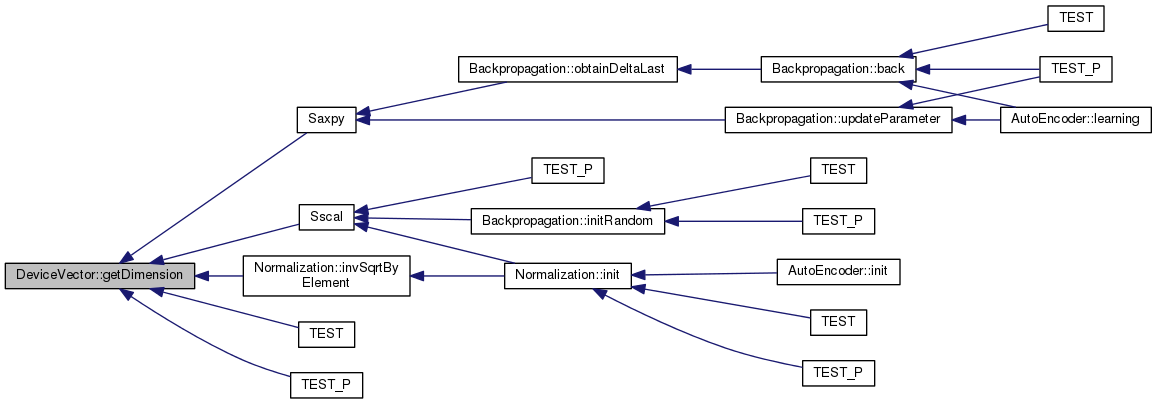 DeviceVector::getDimension
Saxpy
Backpropagation::obtainDeltaLast
Backpropagation::back
TEST
TEST_P
AutoEncoder::learning
Backpropagation::updateParameter
Sscal
TEST_P
Backpropagation::initRandom
TEST
TEST_P
Normalization::invSqrtBy
Element
Normalization::init
AutoEncoder::init
TEST
TEST_P
TEST
TEST_P